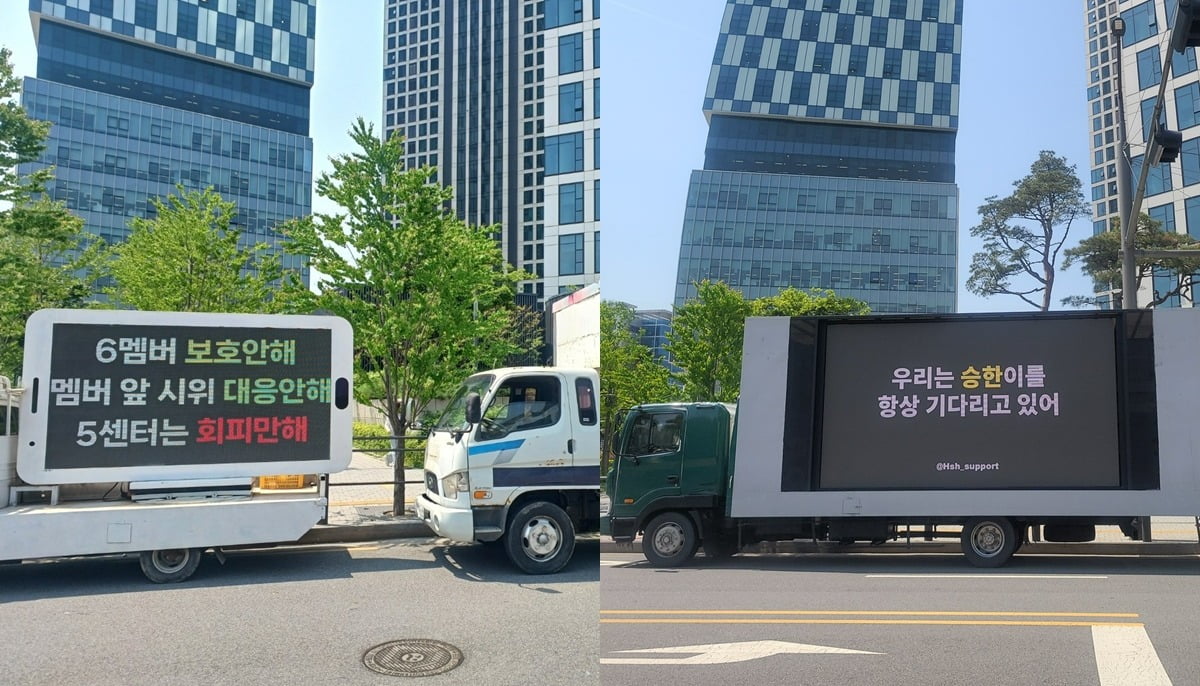 6멤버 보호안해
멤버 앞 시위 대응안해
5센터는 회피만해
우리는 승한이를
항상 기다리고 있어
@Hsh_support